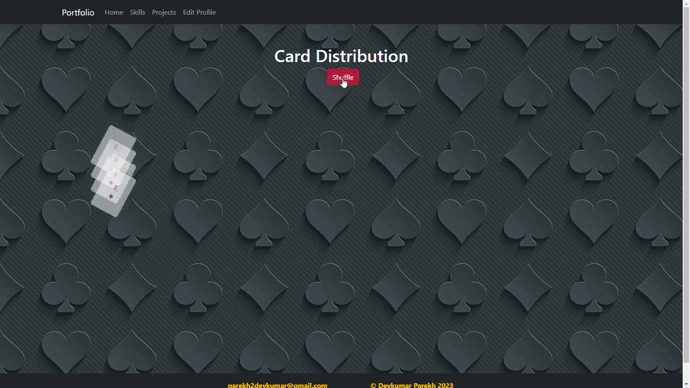 Portfolio Home Skills Projects Edit Profile
Card Distribution
Shuffle
parekh2devkumar@gmail.com © Devkumar Parekh 2023